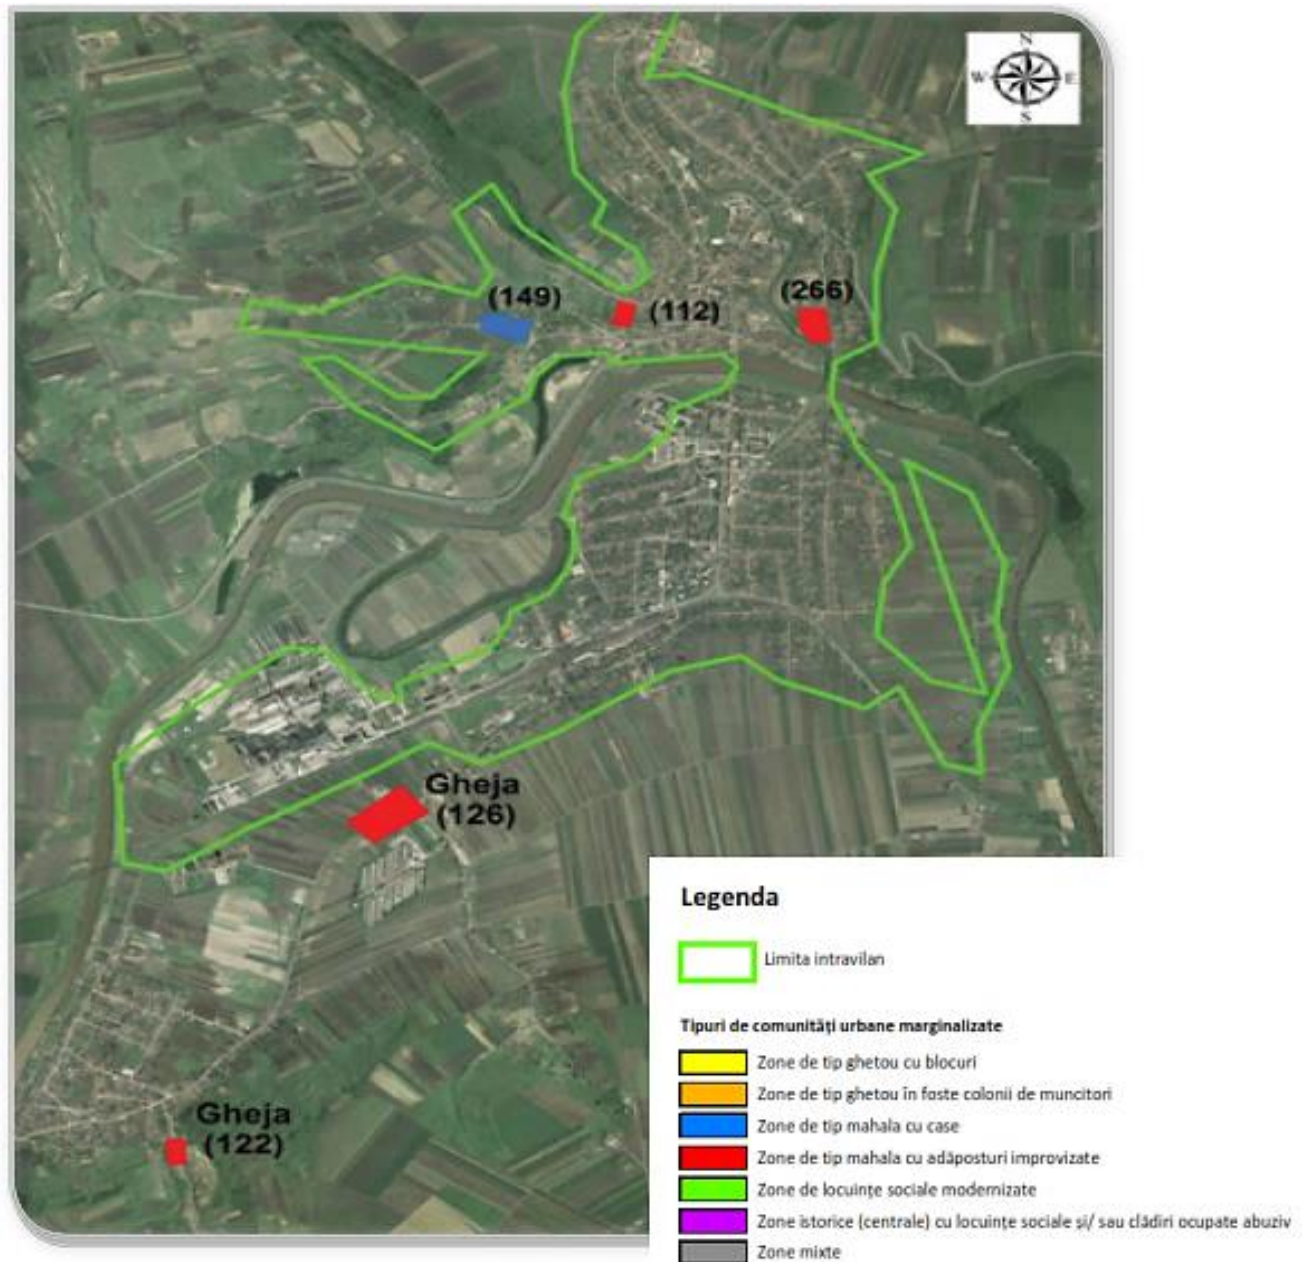 N
W E
S
(149)
(112)
(266)
Gheja
(126)
Gheja
(122)
Legenda
Limita intravilan
Tipuri de comunități urbane marginalizate
Zone de tip ghetou cu blocuri
Zone de tip ghetou în foste colonii de muncitori
Zone de tip mahala cu case
Zone de tip mahala cu adăposturi improvizate
Zone de locuințe sociale modernizate
Zone istorice (centrale) cu locuințe sociale și/ sau clădiri ocupate abuziv
Zone mixte